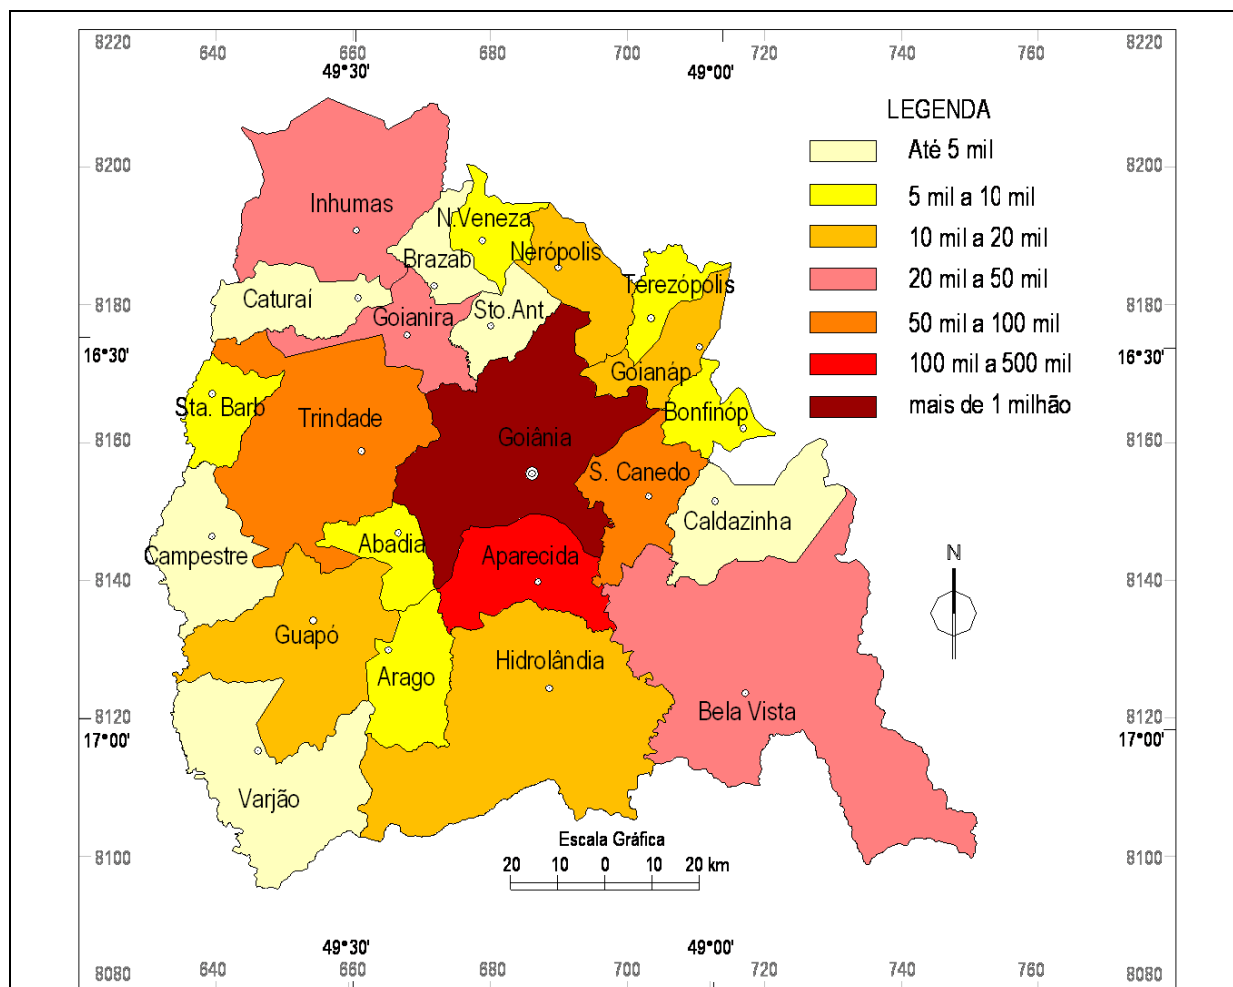 8220 8220
640 660 680 700 720 740 760
49°30' 49°00'
LEGENDA
Até 5 mil
5 mil a 10 mil
10 mil a 20 mil
20 mil a 50 mil
50 mil a 100 mil
100 mil a 500 mil
mais de 1 milhão
8200 8200
Inhumas
N.Veneza
Nerópolis
Brazab
Terezópolis
Caturaí
Sto.Ant.
Goianira
8180 8180
16°30' 16°30'
Goianáp
Sta. Barb
Trindade
Bonfinóp
Goiânia
8160 8160
S. Canedo
Caldazinha
Abadia
Campestre
Aparecida
N
8140 8140
Guapó
Hidrolândia
Arago
Bela Vista
8120 8120
17°00' 17°00'
Varjão
Escala Gráfica
20 10 0 10 20 km
8100 8100
49°30' 49°00'
640 660 680 700 720 740 760
8080 8080